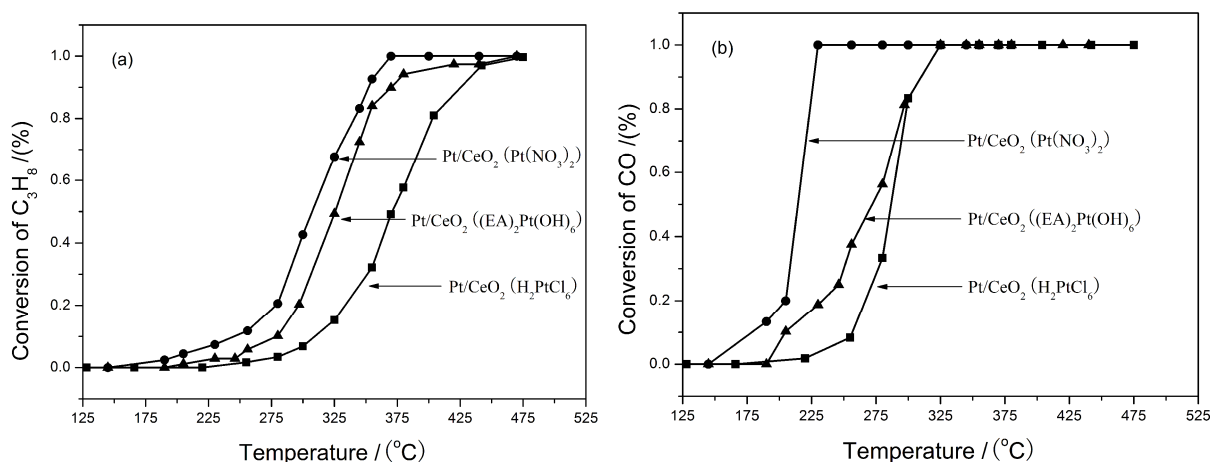 (a)
1.0
0.8
0.6
0.4
0.2
0.0
Conversion of C₃H₈ /(%)
Pt/CeO₂ (Pt(NO₃)₂)
Pt/CeO₂ ((EA)₂Pt(OH)₆)
Pt/CeO₂ (H₂PtCl₆)
125 175 225 275 325 375 425 475 525
Temperature / (°C)
(b)
1.0
0.8
0.6
0.4
0.2
0.0
Conversion of CO /(%)
Pt/CeO₂ (Pt(NO₃)₂)
Pt/CeO₂ ((EA)₂Pt(OH)₆)
Pt/CeO₂ (H₂PtCl₆)
125 175 225 275 325 375 425 475 525
Temperature / (°C)